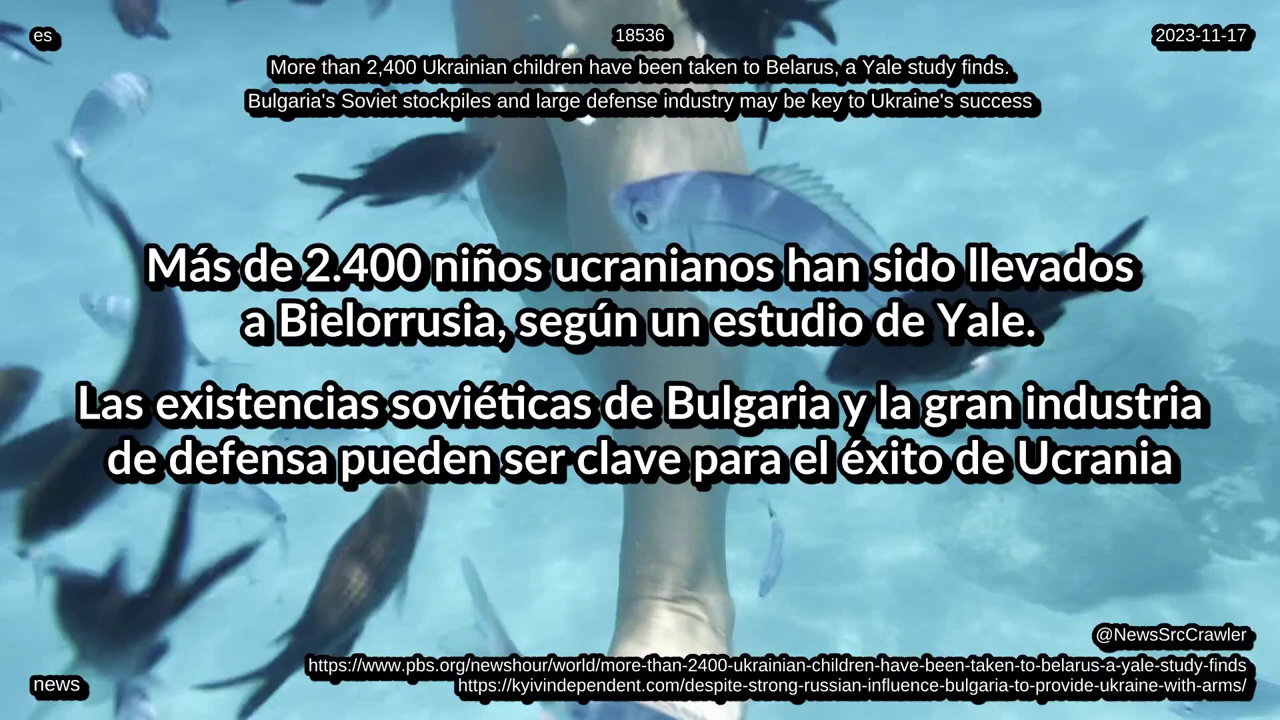 es
18536
2023-11-17
More than 2,400 Ukrainian children have been taken to Belarus, a Yale study finds.
Bulgaria's Soviet stockpiles and large defense industry may be key to Ukraine's success
Más de 2.400 niños ucranianos han sido llevados
a Bielorrusia, según un estudio de Yale.
Las existencias soviéticas de Bulgaria y la gran industria
de defensa pueden ser clave para el éxito de Ucrania
@NewsSrcCrawler
https://www.pbs.org/newshour/world/more-than-2400-ukrainian-children-have-been-taken-to-belarus-a-yale-study-finds
https://kyivindependent.com/despite-strong-russian-influence-bulgaria-to-provide-ukraine-with-arms/
news